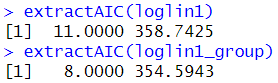 > extractAIC(loglin1)
[1]  11.0000 358.7425
> extractAIC(loglin1_group)
[1]   8.0000 354.5943